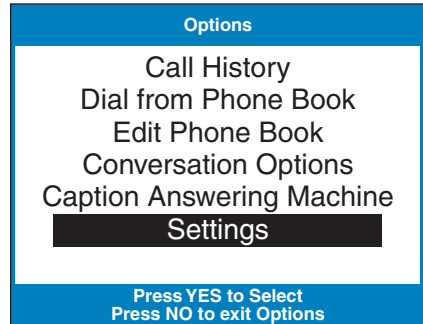 Options
Call History
Dial from Phone Book
Edit Phone Book
Conversation Options
Caption Answering Machine
Settings
Press YES to Select
Press NO to exit Options